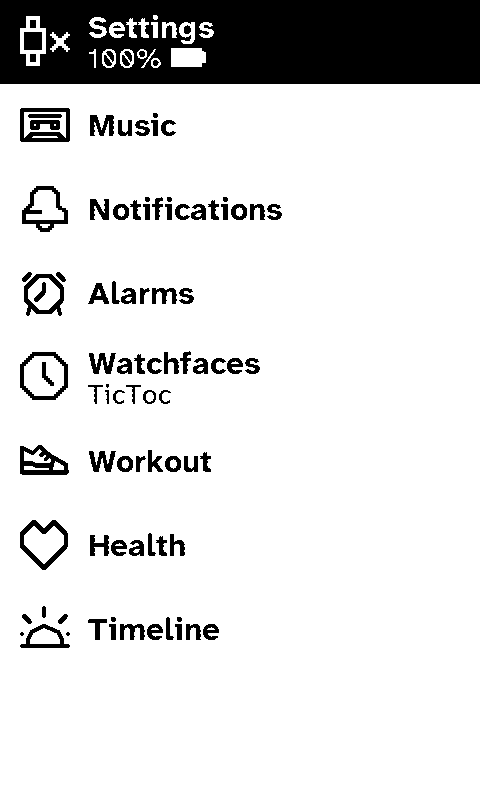 Settings
100%
Music
Notifications
Alarms
Watchfaces
TicToc
Workout
Health
Timeline